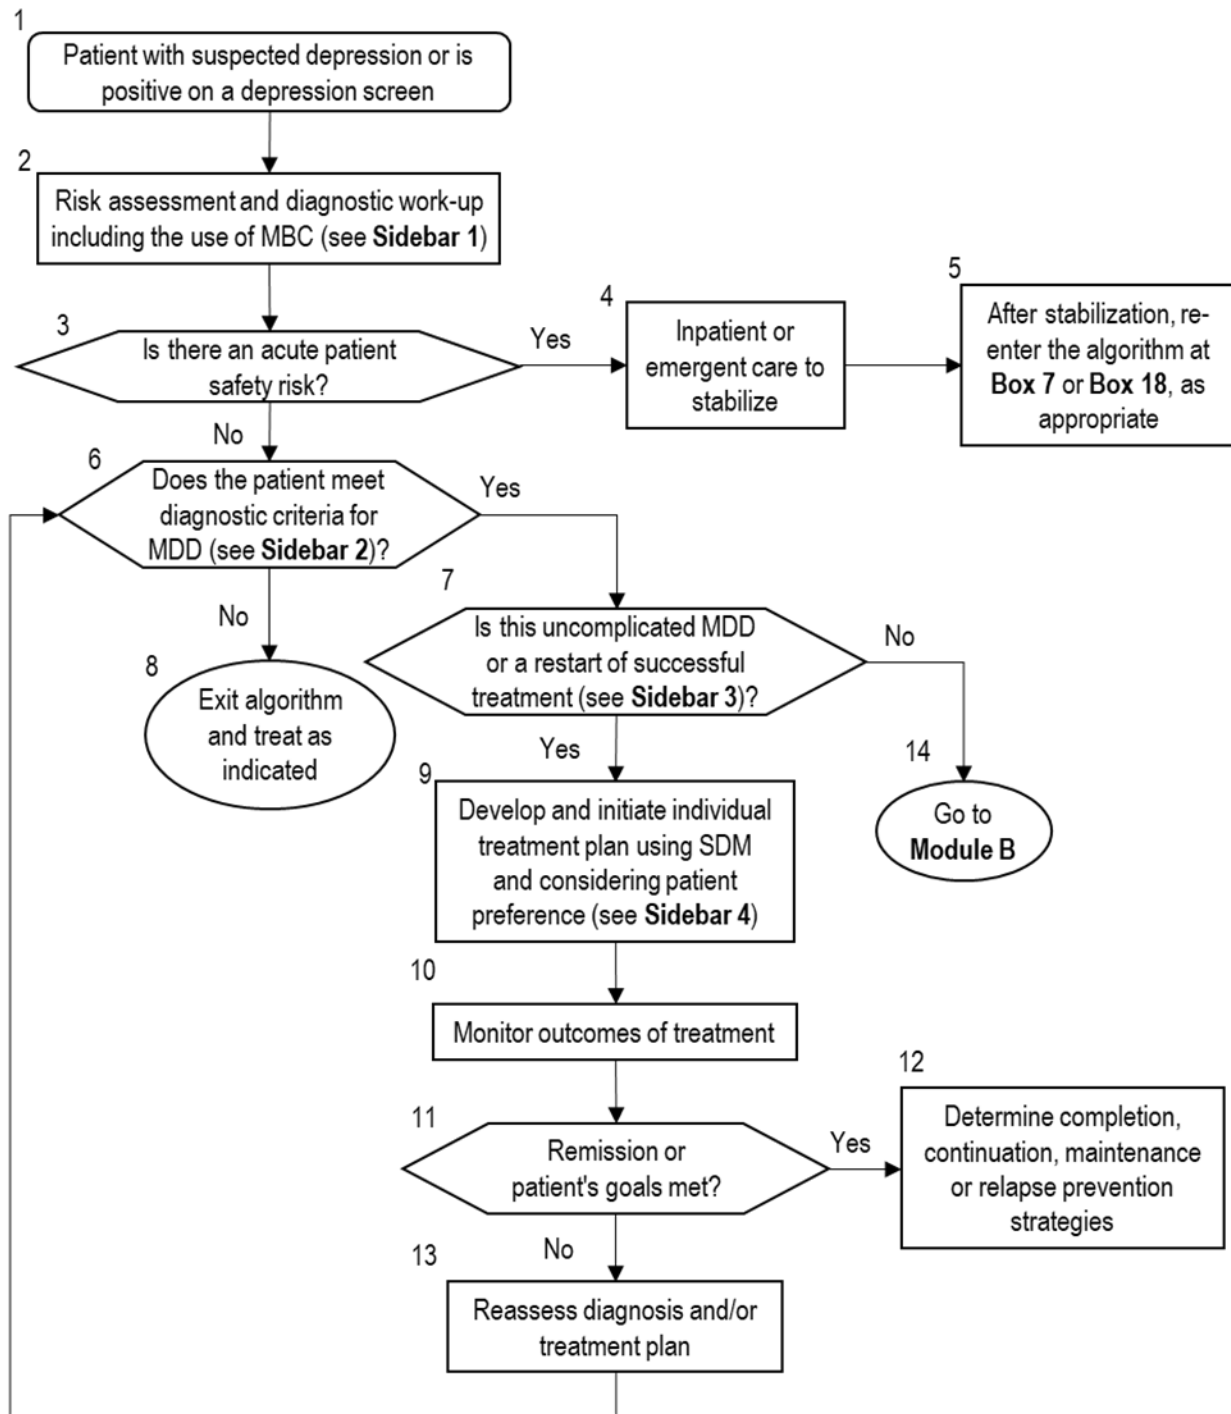 1
Patient with suspected depression or is
positive on a depression screen
2
Risk assessment and diagnostic work-up
including the use of MBC (see Sidebar 1)
3
Is there an acute patient
safety risk?
Yes
No
4
Inpatient or
emergent care to
stabilize
5
After stabilization, re-
enter the algorithm at
Box 7 or Box 18, as
appropriate
6
Does the patient meet
diagnostic criteria for
MDD (see Sidebar 2)?
Yes
No
7
Is this uncomplicated MDD
or a restart of successful
treatment (see Sidebar 3)?
No
Yes
8
Exit algorithm
and treat as
indicated
14
Go to
Module B
9
Develop and initiate individual
treatment plan using SDM
and considering patient
preference (see Sidebar 4)
10
Monitor outcomes of treatment
11
Remission or
patient's goals met?
Yes
No
12
Determine completion,
continuation, maintenance
or relapse prevention
strategies
13
Reassess diagnosis and/or
treatment plan